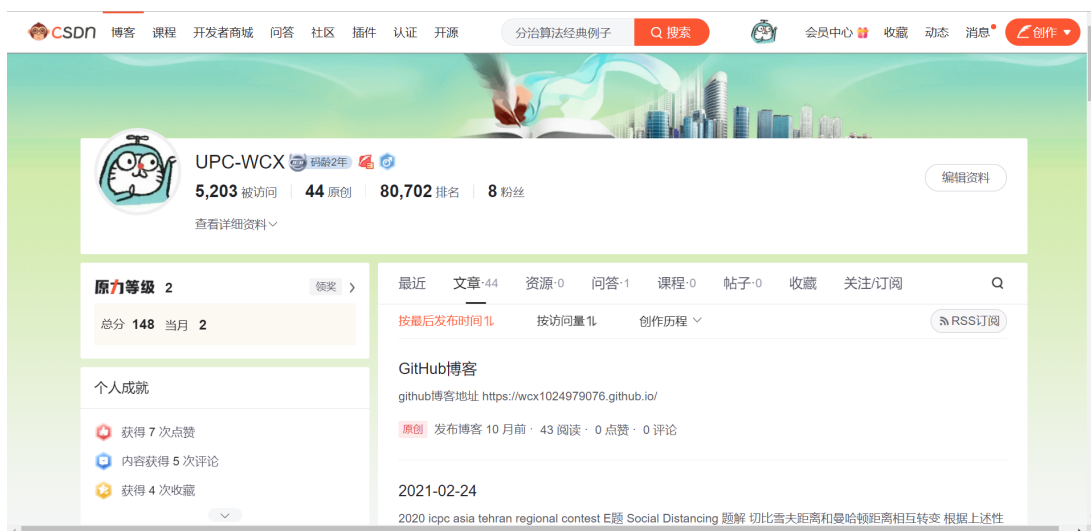 CSDN 博客 课程 开发者商城 问答 社区 插件 认证 开源 分治算法经典例子 搜索 会员中心 收藏 动态 消息 创作
UPC-WCX 码龄2年
5,203 被访问 44 原创 80,702 排名 8 粉丝
编辑资料
查看详细资料
原力等级 2 领奖
总分 148 当月 2
个人成就
获得 7 次点赞
内容获得 5 次评论
获得 4 次收藏
最近 文章·44 资源·0 问答·1 课程·0 帖子·0 收藏 关注/订阅
按最后发布时间 按访问量 创作历程 RSS订阅
GitHub博客
github博客地址 https://wcx1024979076.github.io/
原创 发布博客 10 月前 · 43 阅读 · 0 点赞 · 0 评论
2021-02-24
2020 icpc asia tehran regional contest E题 Social Distancing 题解 切比雪夫距离和曼哈顿距离相互转变 根据上述性